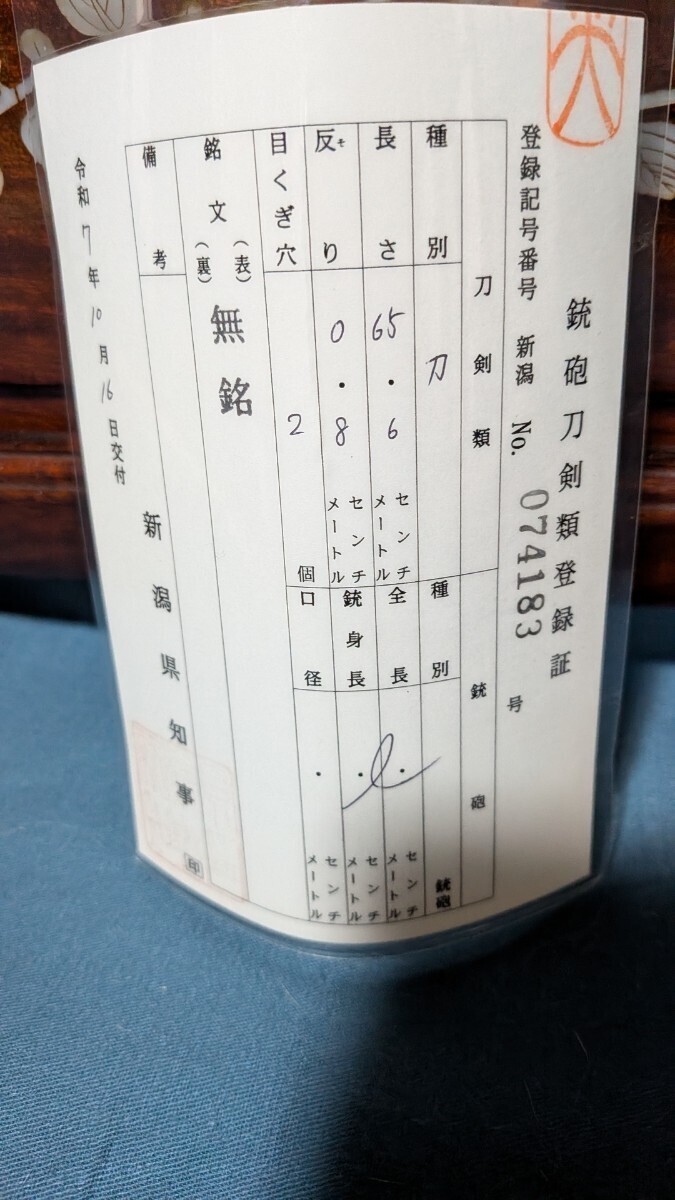 銃砲刀剣類登録証
登録記号番号 新潟 No. 074183 号
刀剣類
銃砲
種別 刀
長さ 65.6 センチメートル
反り そ 0.8 センチメートル
目くぎ穴 2 個
銘文 (表) (裏) 無銘
備考
種別 銃砲
全長 . センチメートル
銃身長 . センチメートル
口径 . センチメートル
令和7年10月16日交付
新潟県知事 印